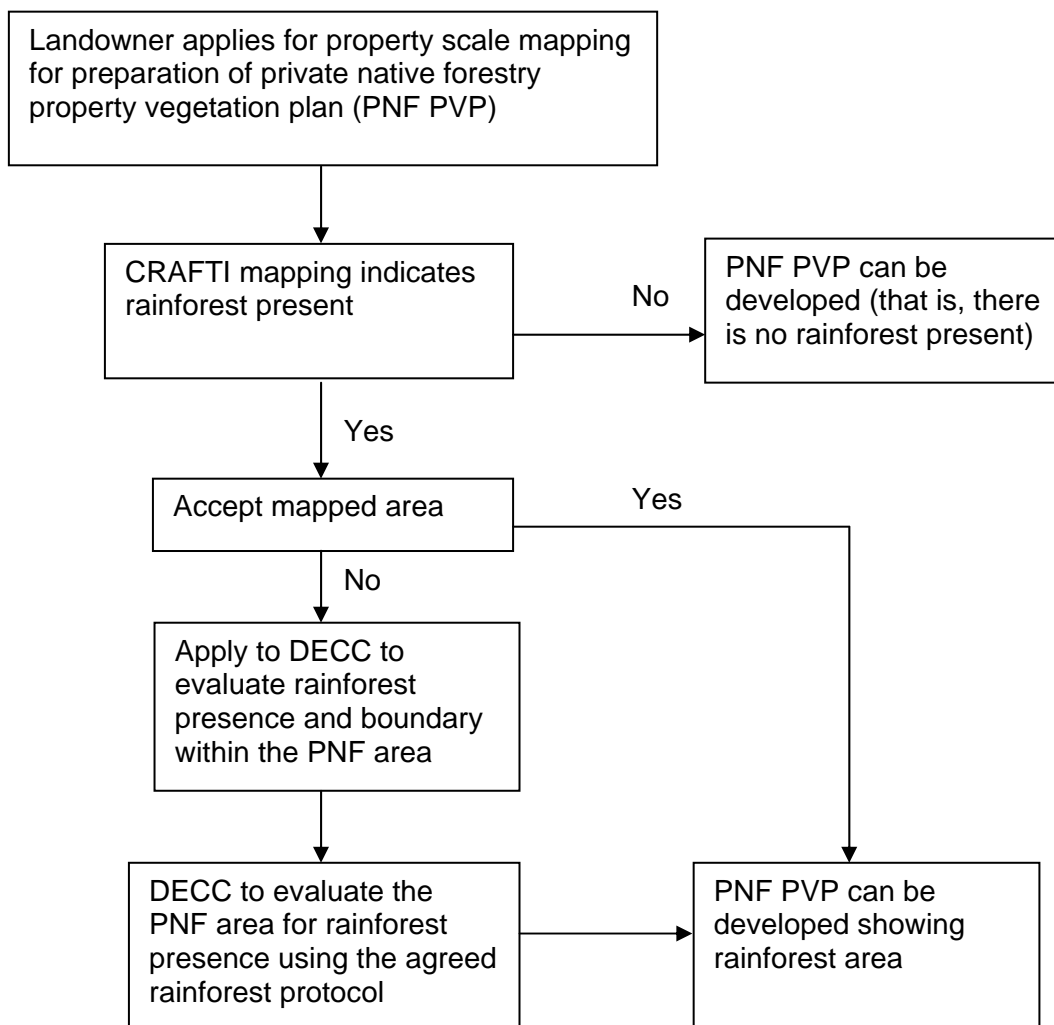 Landowner applies for property scale mapping
for preparation of private native forestry
property vegetation plan (PNF PVP)
CRAFTI mapping indicates
rainforest present
No
PNF PVP can be
developed (that is, there
is no rainforest present)
Yes
Accept mapped area
Yes
No
Apply to DECC to
evaluate rainforest
presence and boundary
within the PNF area
DECC to evaluate the
PNF area for rainforest
presence using the agreed
rainforest protocol
PNF PVP can be
developed showing
rainforest area